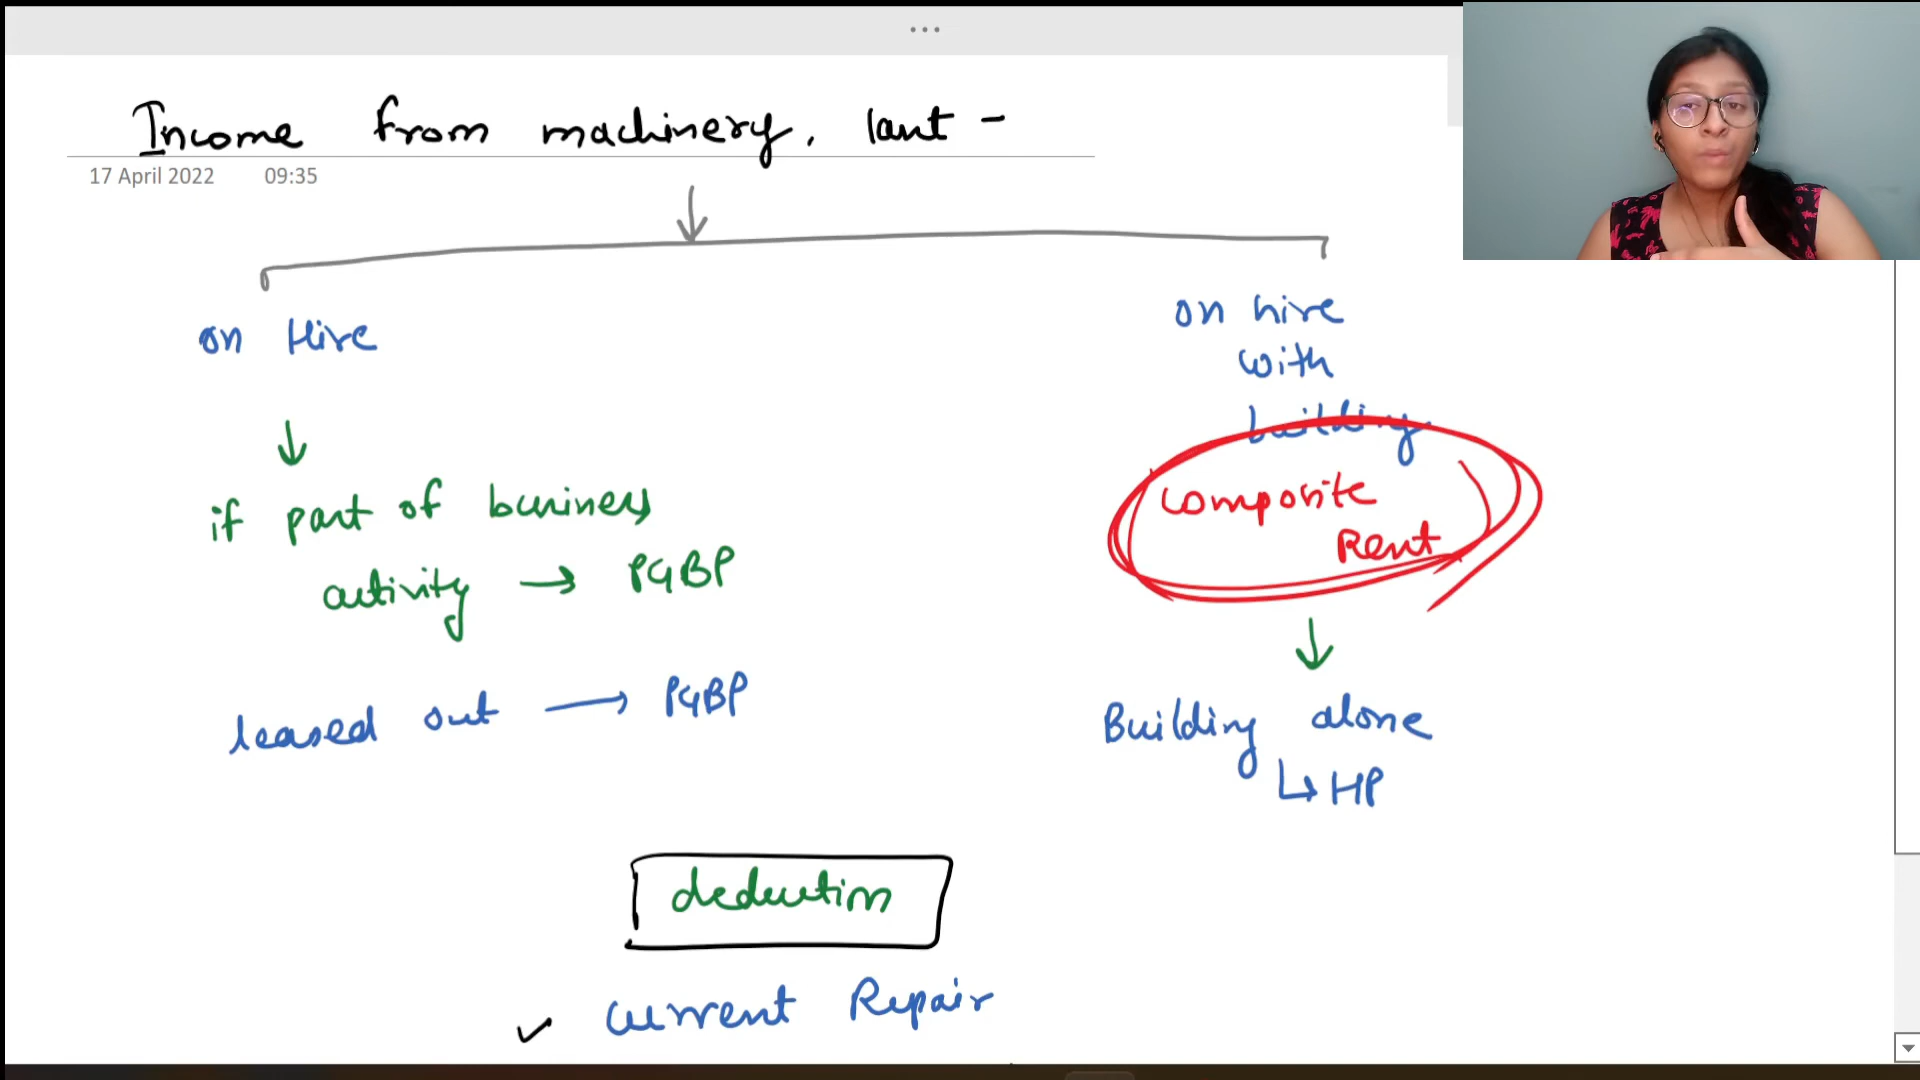 ...
Income from machinery, lant -
17 April 2022 09:35
on Hire
if part of business
activity → PGBP
leased out → PGBP
on hire
with
building
composite
Rent
Building alone
↳ HP
deduction
✓ current Repair